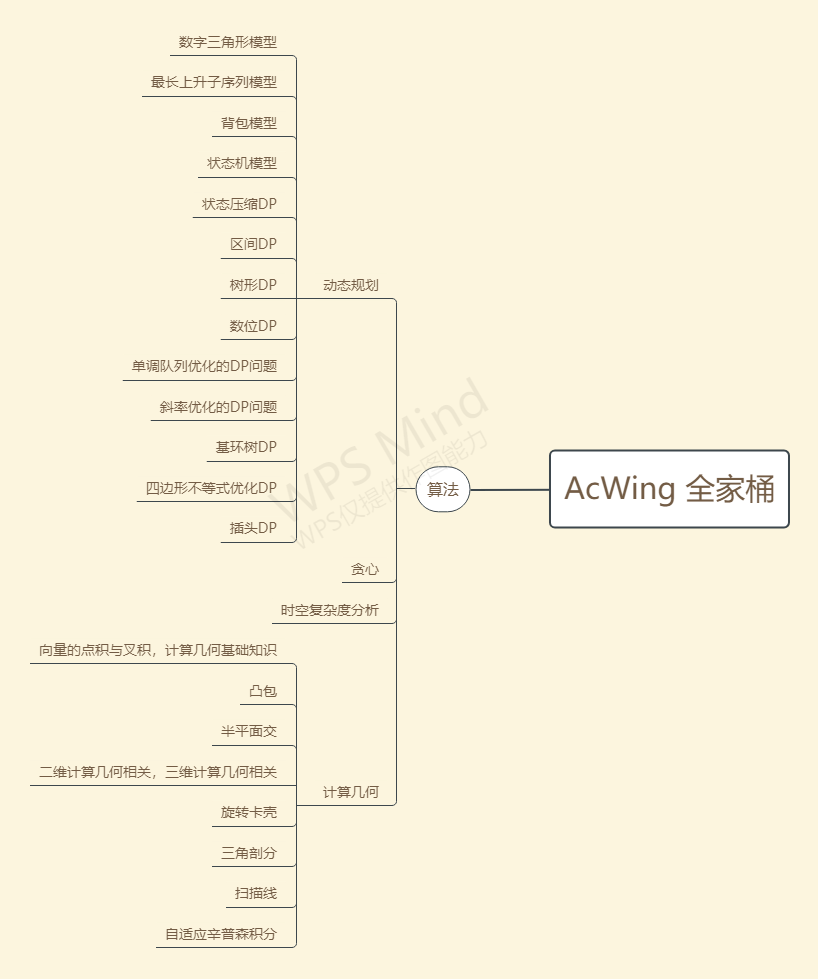 数字三角形模型
最长上升子序列模型
背包模型
状态机模型
状态压缩DP
区间DP
树形DP
动态规划
数位DP
单调队列优化的DP问题
斜率优化的DP问题
基环树DP
四边形不等式优化DP
插头DP
WPS Mind
WPS仅提供作图能力
算法
AcWing 全家桶
贪心
时空复杂度分析
向量的点积与叉积，计算几何基础知识
凸包
半平面交
二维计算几何相关，三维计算几何相关
计算几何
旋转卡壳
三角剖分
扫描线
自适应辛普森积分